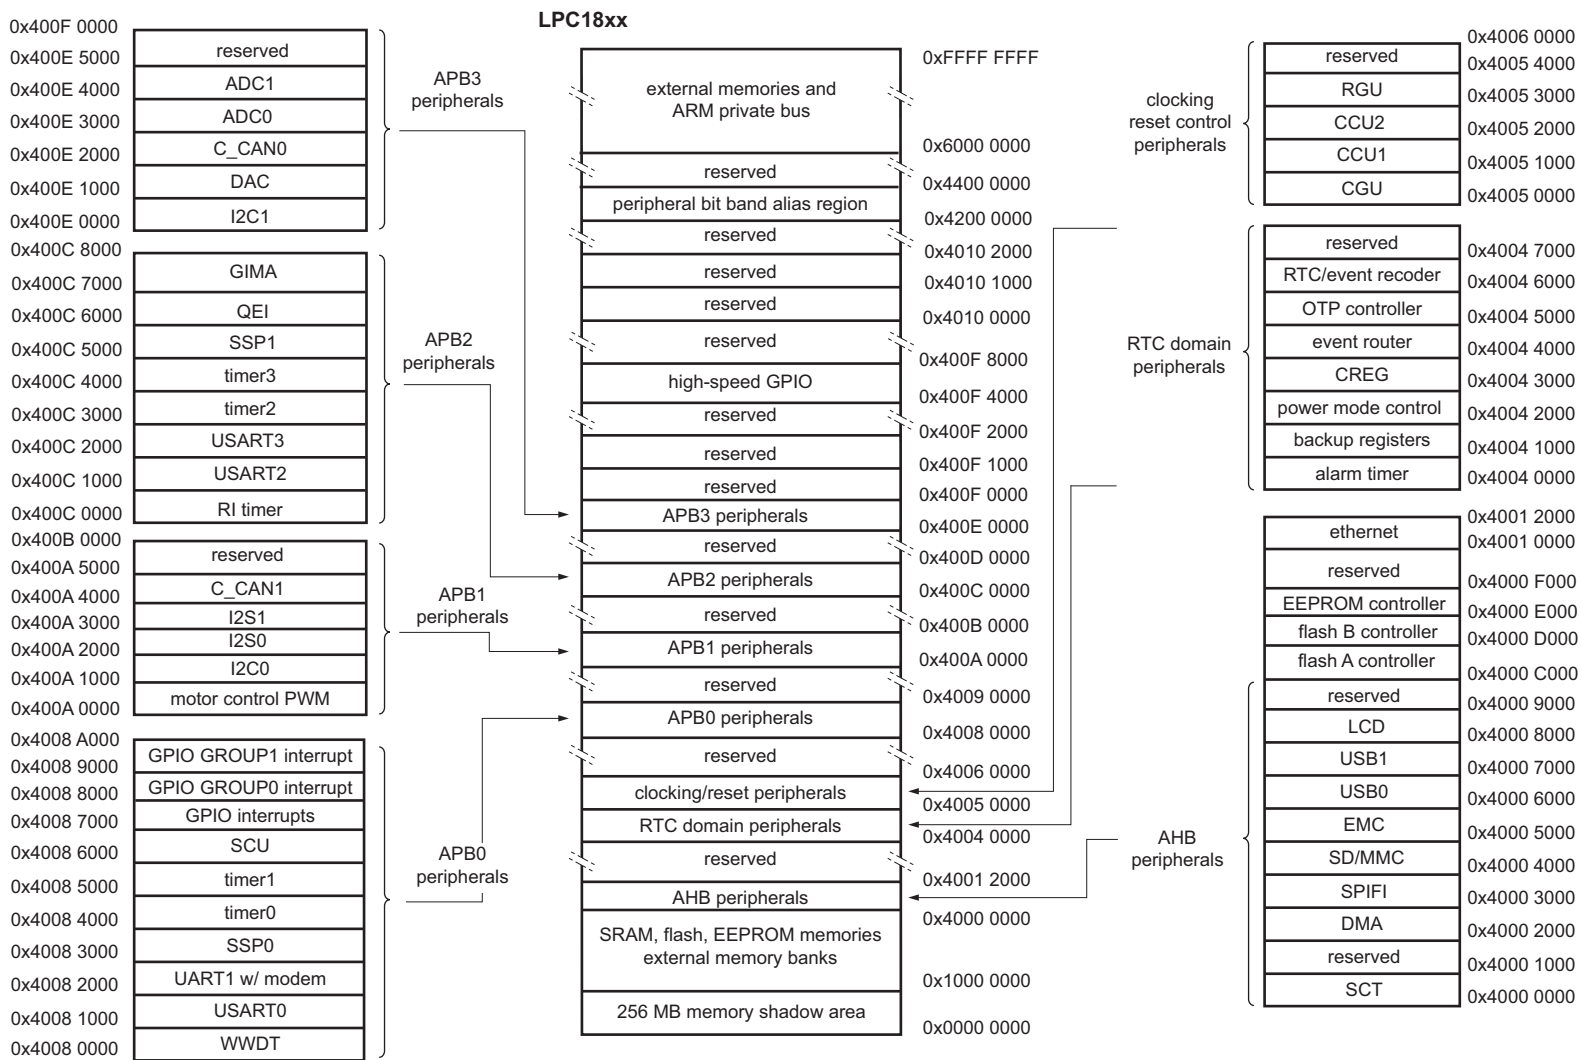 LPC18xx
0x400F 0000
reserved
0x400E 5000
ADC1
0x400E 4000
ADC0
0x400E 3000
C_CAN0
0x400E 2000
DAC
0x400E 1000
I2C1
0x400E 0000
APB3
peripherals
0x400C 8000
GIMA
0x400C 7000
QEI
0x400C 6000
SSP1
0x400C 5000
timer3
0x400C 4000
timer2
0x400C 3000
USART3
0x400C 2000
USART2
0x400C 1000
RI timer
0x400C 0000
APB2
peripherals
0x400B 0000
reserved
0x400A 5000
C_CAN1
0x400A 4000
I2S1
0x400A 3000
I2S0
0x400A 2000
I2C0
0x400A 1000
motor control PWM
0x400A 0000
APB1
peripherals
0x4008 A000
GPIO GROUP1 interrupt
0x4008 9000
GPIO GROUP0 interrupt
0x4008 8000
GPIO interrupts
0x4008 7000
SCU
0x4008 6000
timer1
0x4008 5000
timer0
0x4008 4000
SSP0
0x4008 3000
UART1 w/ modem
0x4008 2000
USART0
0x4008 1000
WWDT
0x4008 0000
APB0
peripherals
0xFFFF FFFF
external memories and
ARM private bus
0x6000 0000
reserved
0x4400 0000
peripheral bit band alias region
0x4200 0000
reserved
0x4010 2000
reserved
0x4010 1000
reserved
0x4010 0000
reserved
0x400F 8000
high-speed GPIO
0x400F 4000
reserved
0x400F 2000
reserved
0x400F 1000
reserved
0x400F 0000
APB3 peripherals
0x400E 0000
reserved
0x400D 0000
APB2 peripherals
0x400C 0000
reserved
0x400B 0000
APB1 peripherals
0x400A 0000
reserved
0x4009 0000
APB0 peripherals
0x4008 0000
reserved
0x4006 0000
clocking/reset peripherals
0x4005 0000
RTC domain peripherals
0x4004 0000
reserved
0x4001 2000
AHB peripherals
0x4000 0000
SRAM, flash, EEPROM memories
external memory banks
0x1000 0000
256 MB memory shadow area
0x0000 0000
clocking
reset control
peripherals
0x4006 0000
reserved
0x4005 4000
RGU
0x4005 3000
CCU2
0x4005 2000
CCU1
0x4005 1000
CGU
0x4005 0000
RTC domain
peripherals
reserved
0x4004 7000
RTC/event recoder
0x4004 6000
OTP controller
0x4004 5000
event router
0x4004 4000
CREG
0x4004 3000
power mode control
0x4004 2000
backup registers
0x4004 1000
alarm timer
0x4004 0000
0x4001 2000
ethernet
0x4001 0000
reserved
0x4000 F000
EEPROM controller
0x4000 E000
flash B controller
0x4000 D000
flash A controller
0x4000 C000
reserved
0x4000 9000
LCD
0x4000 8000
USB1
0x4000 7000
USB0
0x4000 6000
EMC
0x4000 5000
SD/MMC
0x4000 4000
SPIFI
0x4000 3000
DMA
0x4000 2000
reserved
0x4000 1000
SCT
0x4000 0000
AHB
peripherals